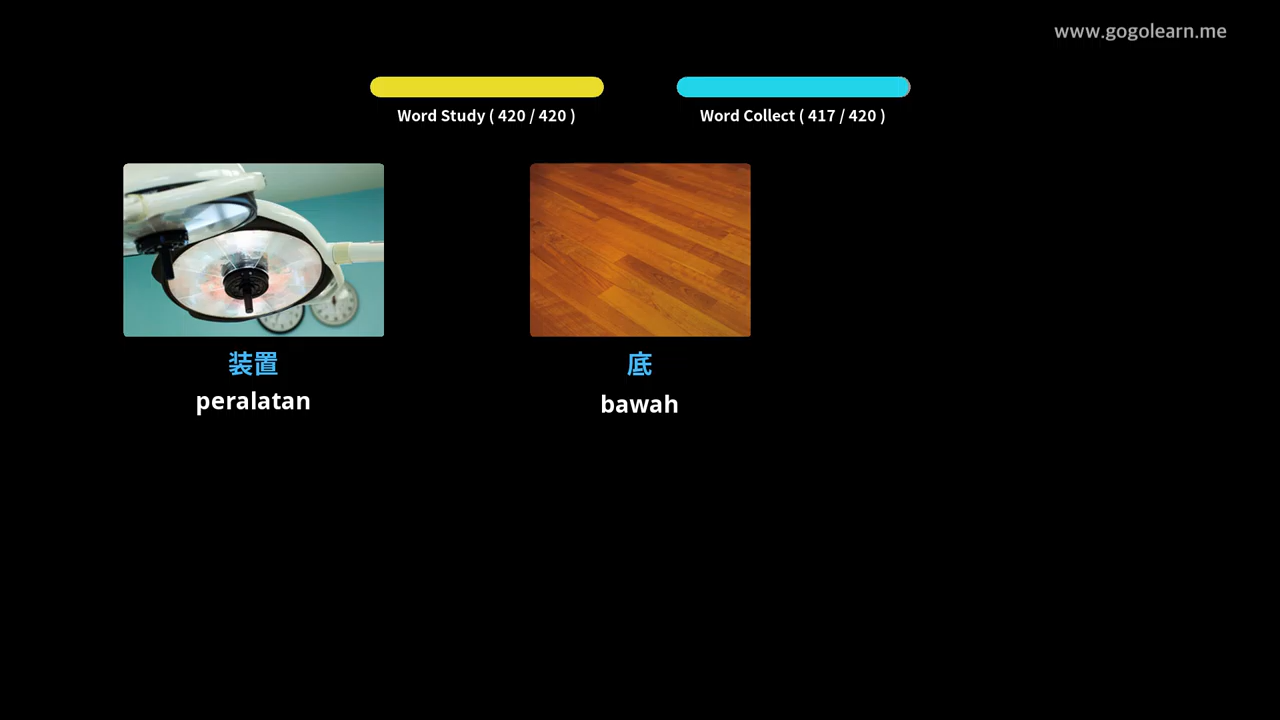 www.gogolearn.me
Word Study ( 420 / 420 )
Word Collect ( 417 / 420 )
装置
peralatan
底
bawah